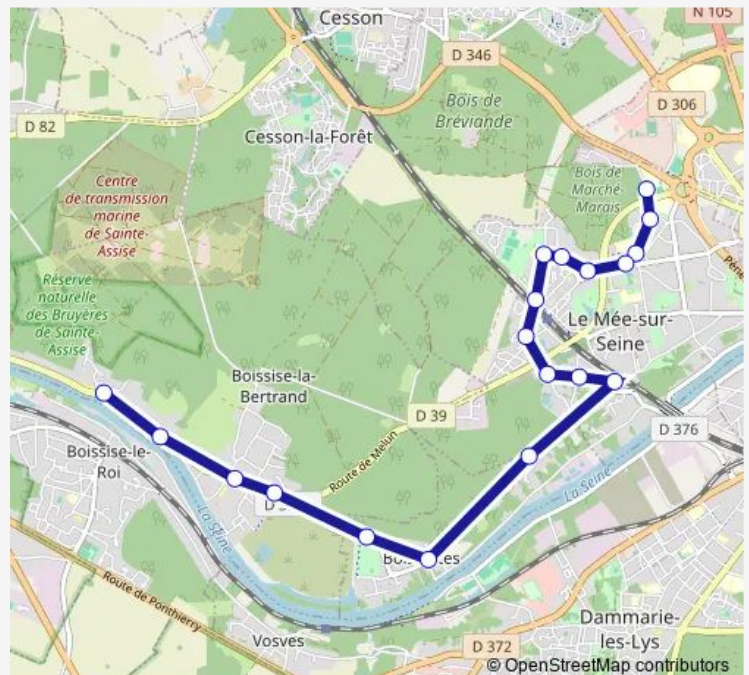 Cesson
N 105
D 346
Bois de
Bréviande
D 306
D 82
Cesson-la-Forêt
Centre
de transmission
marine
de Sainte-
Assise
Bois de
Marché-
Marais
Réserve
naturelle
des Bruyères
de Sainte-
Assise
Le Mée-sur-
Seine
Boissise-la-
Bertrand
D 39
D 376
Boissise-le-
Roi
Route de Melun
La Seine
La Seine
Route de Ponthierry
Vosves
Dammarie-
les-Lys
D 372
© OpenStreetMap contributors